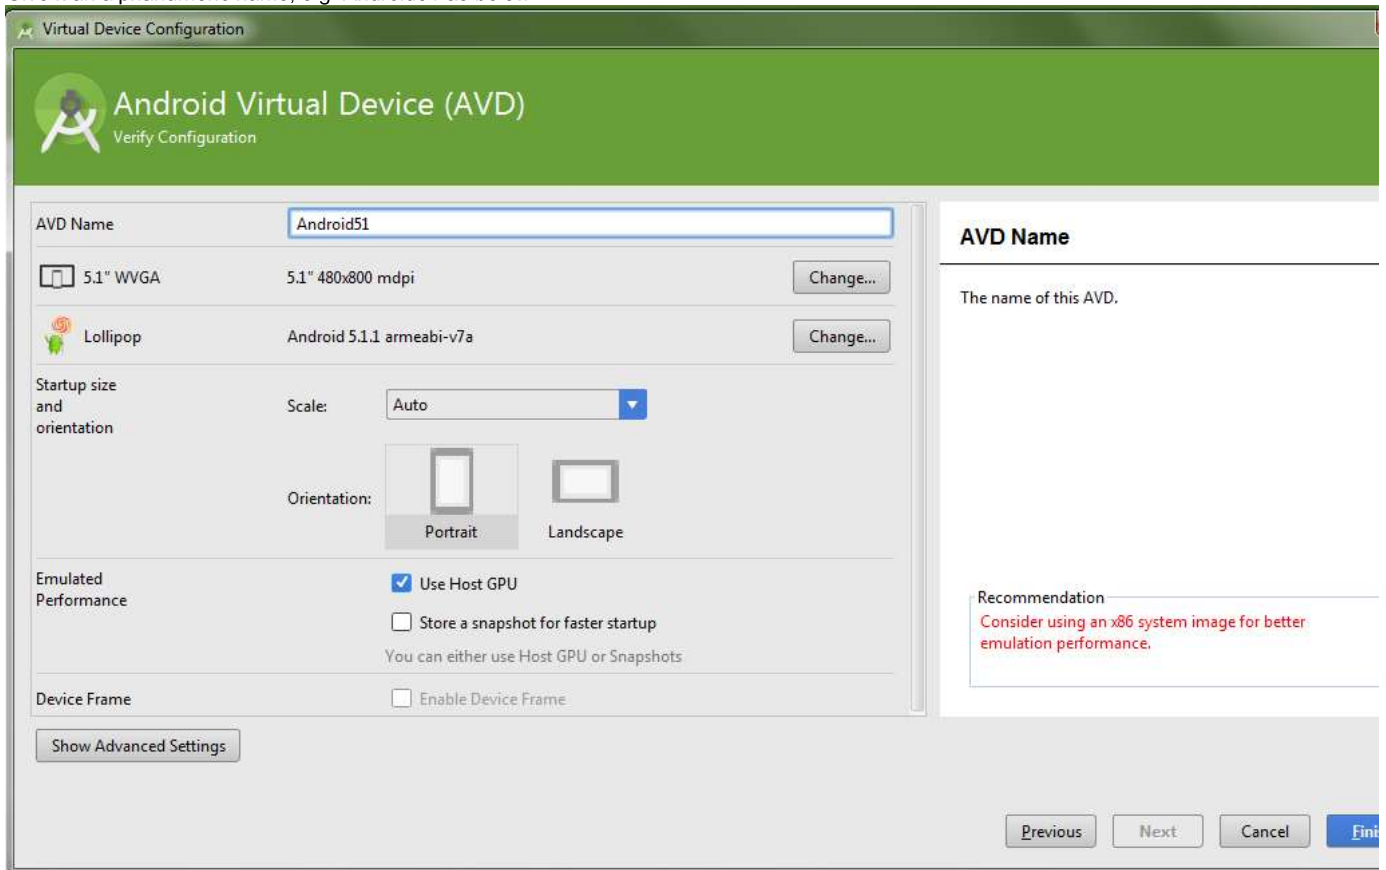 Virtual Device Configuration
Android Virtual Device (AVD)
Verify Configuration
AVD Name
Android51
5.1" WVGA
5.1" 480x800 mdpi
Change...
Lollipop
Android 5.1.1 armeabi-v7a
Change...
Startup size
and
orientation
Scale:
Auto
Orientation:
Portrait
Landscape
Emulated
Performance
Use Host GPU
Store a snapshot for faster startup
You can either use Host GPU or Snapshots
Device Frame
Enable Device Frame
Show Advanced Settings
AVD Name
The name of this AVD.
Recommendation
Consider using an x86 system image for better
emulation performance.
Previous
Next
Cancel
Fini